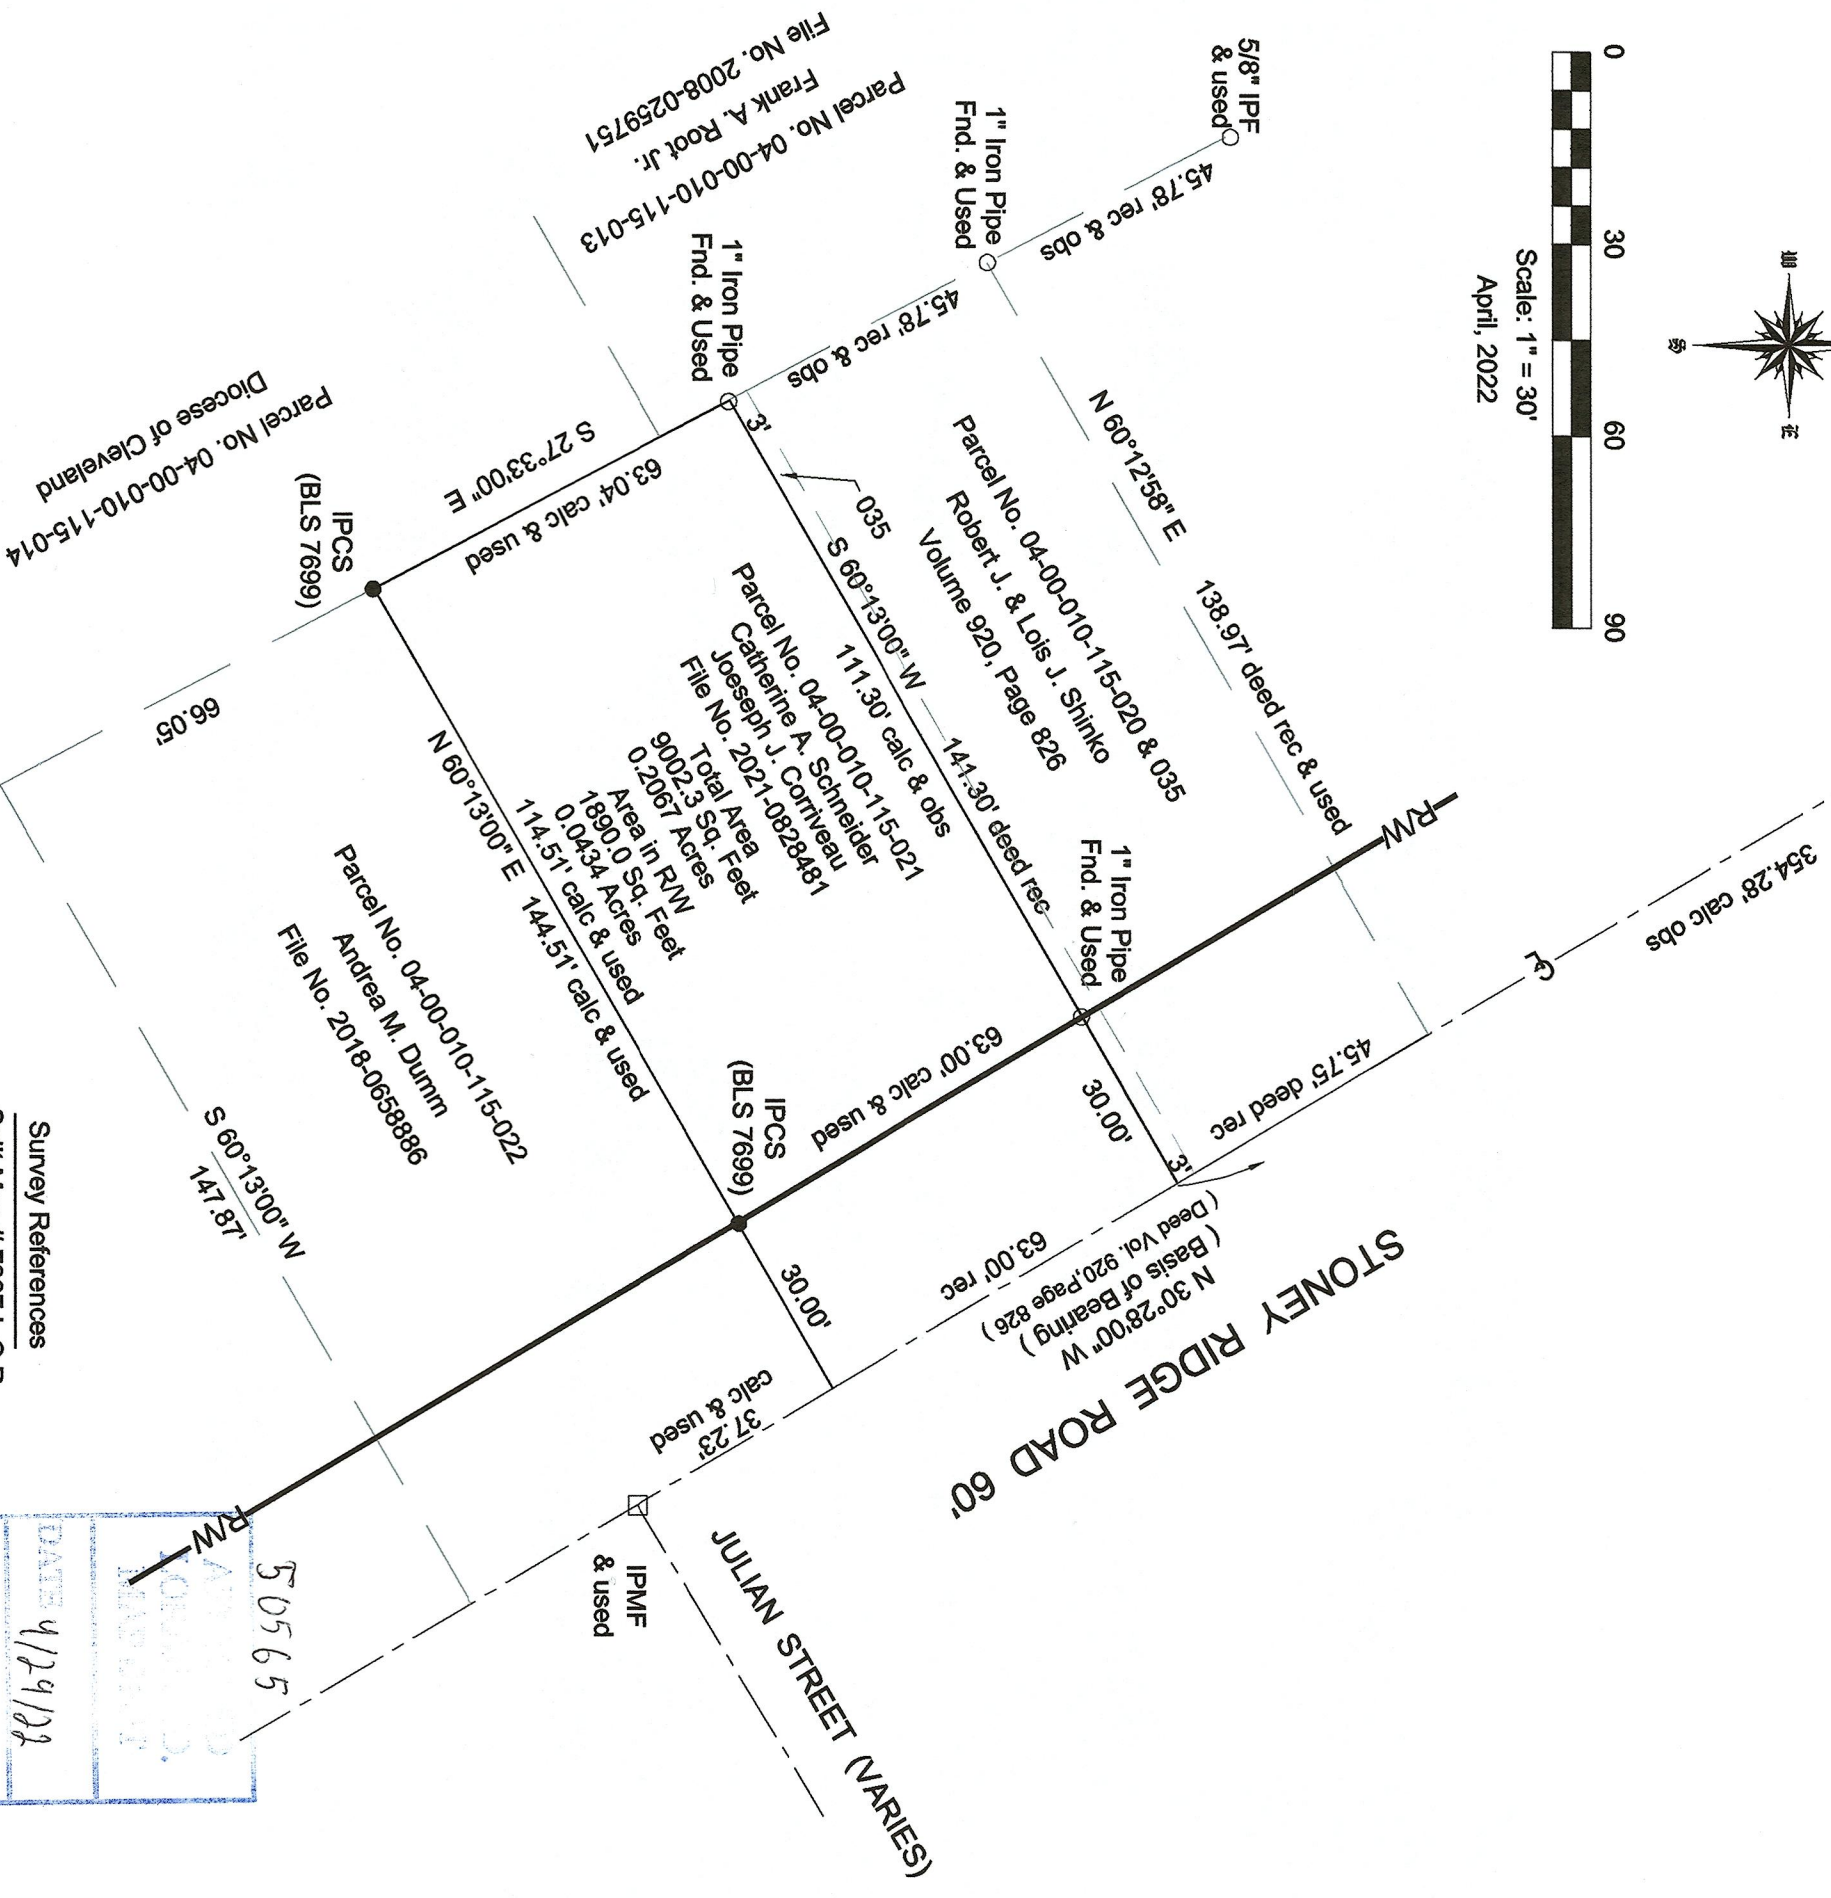 0 30 60 90
Scale: 1" = 30'
April, 2022
W
S
E
5/8" IPF
& used
45.78' rec & obs
1" Iron Pipe
Fnd. & Used
45.78' rec & obs
1" Iron Pipe
Fnd. & Used
Parcel No. 04-00-010-115-013
Frank A. Root Jr.
File No. 2008-0259751
N 60°12'58" E
138.97' deed rec & used
R/W
354.28' calc obs
Parcel No. 04-00-010-115-020 & 035
Robert J. & Lois J. Shinko
Volume 920, Page 826
3'
035
S 60°13'00" W
141.30' deed rec
111.30' calc & obs
1" Iron Pipe
Fnd. & Used
45.75' deed rec
30.00'
3'
S 27°33'00" E
63.04' calc & used
Parcel No. 04-00-010-115-021
Catherine A. Schneider
Joeseph J. Corriveau
File No. 2021-0828481
Total Area
9002.3 Sq. Feet
0.2067 Acres
Area in R/W
1890.0 Sq. Feet
0.0434 Acres
114.51' calc & used
N 60°13'00" E 144.51' calc & used
63.00' calc & used
63.00' rec
N 30°28'00" W
( Basis of Bearing )
( Deed Vol. 920,Page 826 )
STONEY RIDGE ROAD 60'
IPCS
(BLS 7699)
Parcel No. 04-00-010-115-014
Diocese of Cleveland
IPCS
(BLS 7699)
30.00'
37.23'
calc & used
66.05'
Parcel No. 04-00-010-115-022
Andrea M. Dumm
File No. 2018-0658886
S 60°13'00" W
147.87'
IPMF
& used
JULIAN STREET (VARIES)
R/W
Survey References
50565
DATE 4/29/22